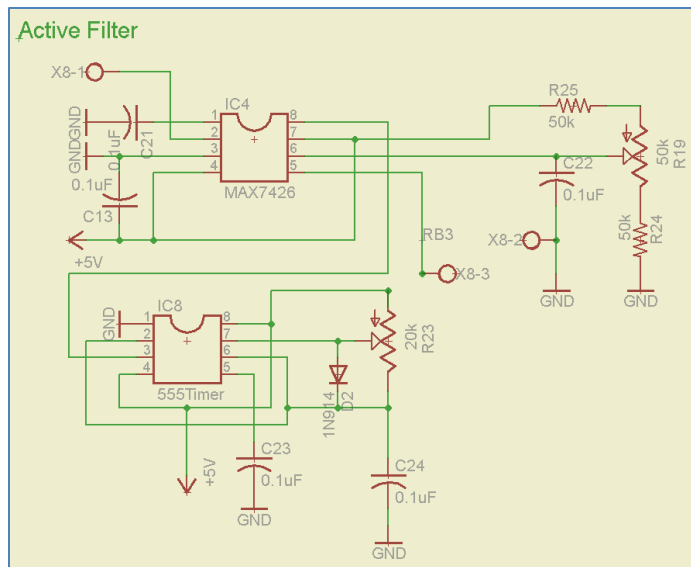 Active Filter
X8-1
GND
GND
0.1uF
C21
0.1uF
C13
+5V
IC4
1
2
3
4
8
7
6
5
MAX7426
R25
50k
50k
R19
C22
0.1uF
50k
R24
X8-2
RB3
X8-3
GND
GND
IC8
GND
1
2
3
4
8
7
6
5
555Timer
20k
R23
1N914
D2
+5V
C23
0.1uF
GND
C24
0.1uF
GND